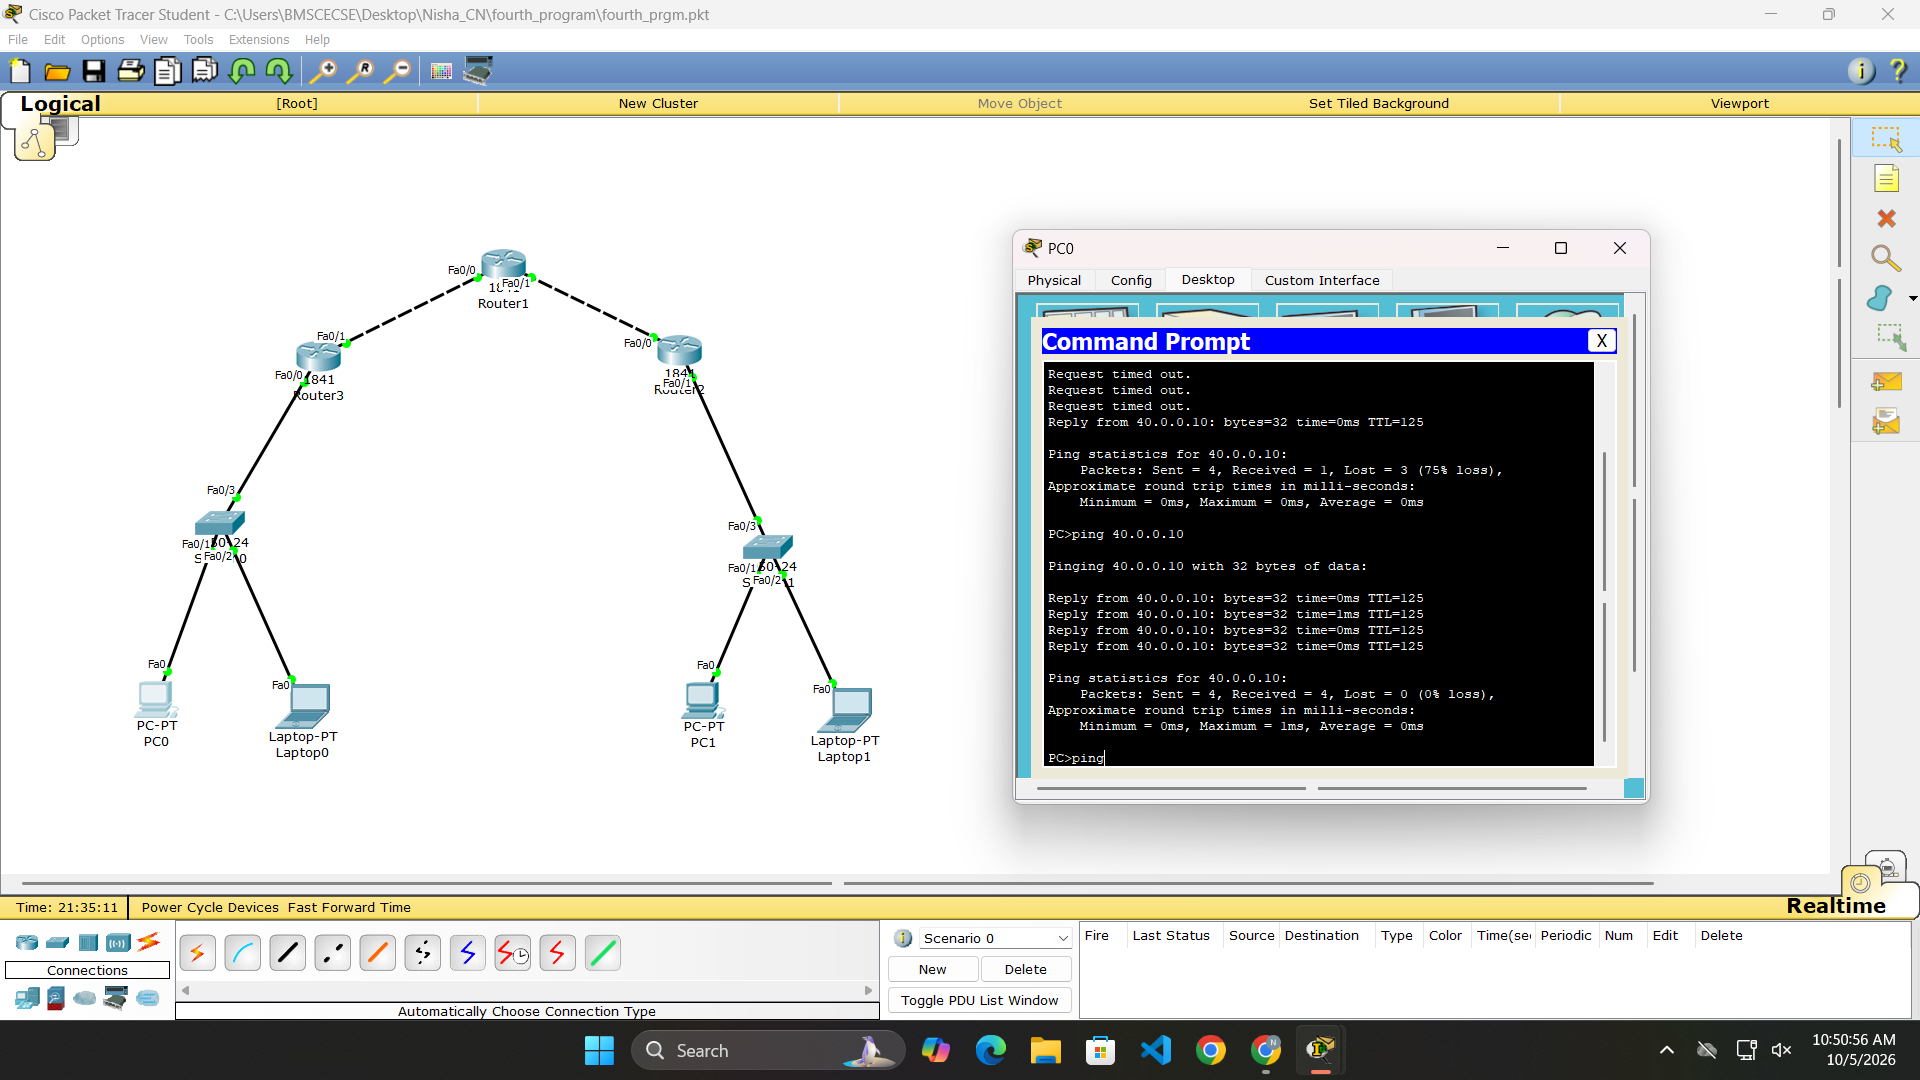 Cisco Packet Tracer Student - C:\Users\BMSCECSE\Desktop\Nisha_CN\fourth_program\fourth_prgm.pkt
File Edit Options View Tools Extensions Help
Logical [Root] New Cluster Move Object Set Tiled Background Viewport
Fa0/0
Fa0/1
Router1
Fa0/1
Fa0/0
1841
Router3
Fa0/0
1841
Fa0/1
Router2
Fa0/3
Fa0/1
Fa0/2
Fa0/3
Fa0/1
Fa0/2
Fa0
PC-PT
PC0
Fa0
Laptop-PT
Laptop0
Fa0
PC-PT
PC1
Fa0
Laptop-PT
Laptop1
PC0
Physical Config Desktop Custom Interface
Command Prompt X
Request timed out.
Request timed out.
Request timed out.
Reply from 40.0.0.10: bytes=32 time=0ms TTL=125
Ping statistics for 40.0.0.10:
Packets: Sent = 4, Received = 1, Lost = 3 (75% loss),
Approximate round trip times in milli-seconds:
Minimum = 0ms, Maximum = 0ms, Average = 0ms
PC>ping 40.0.0.10
Pinging 40.0.0.10 with 32 bytes of data:
Reply from 40.0.0.10: bytes=32 time=0ms TTL=125
Reply from 40.0.0.10: bytes=32 time=1ms TTL=125
Reply from 40.0.0.10: bytes=32 time=0ms TTL=125
Reply from 40.0.0.10: bytes=32 time=0ms TTL=125
Ping statistics for 40.0.0.10:
Packets: Sent = 4, Received = 4, Lost = 0 (0% loss),
Approximate round trip times in milli-seconds:
Minimum = 0ms, Maximum = 1ms, Average = 0ms
PC>ping
Time: 21:35:11 Power Cycle Devices Fast Forward Time
Realtime
Connections
Automatically Choose Connection Type
Scenario 0
New Delete
Toggle PDU List Window
Fire Last Status Source Destination Type Color Time(sec Periodic Num Edit Delete
Search
10:50:56 AM
10/5/2026